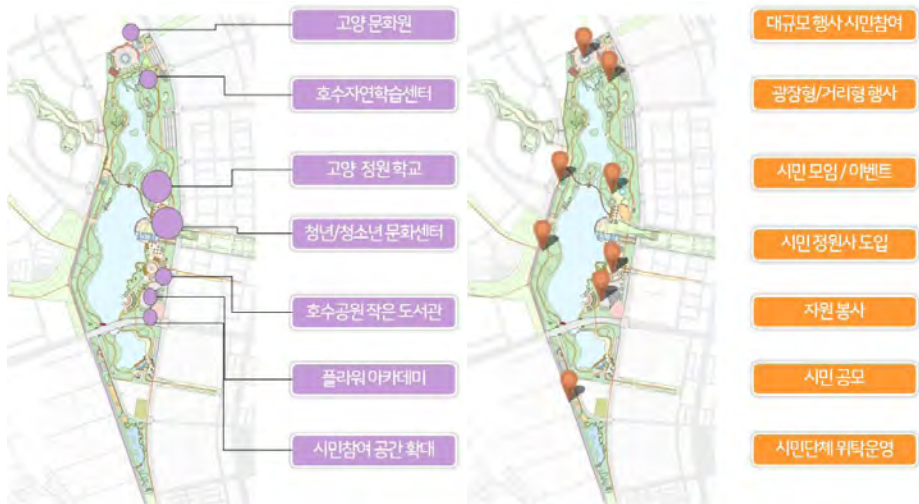 고양 문화원
호수자연학습센터
고양 정원 학교
청년/청소년 문화센터
호수공원 작은 도서관
플라워 아카데미
시민참여 공간 확대
대규모 행사 시민참여
광장형/거리형 행사
시민 모임 / 이벤트
시민 정원사 도입
자원 봉사
시민 공모
시민단체 위탁운영